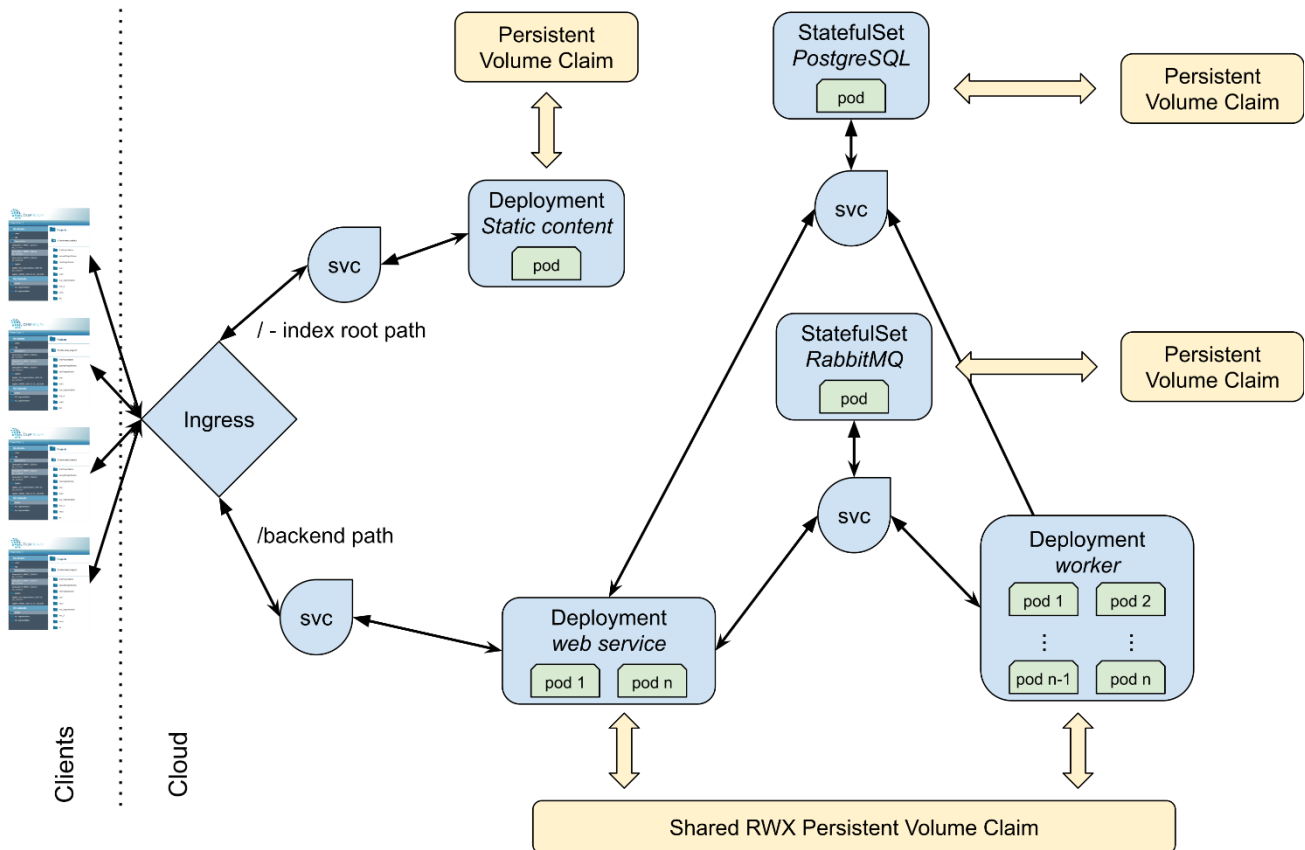 Persistent
Volume Claim
StatefulSet
PostgreSQL
pod
Persistent
Volume Claim
Deployment
Static content
pod
svc
svc
/ - index root path
StatefulSet
RabbitMQ
pod
Persistent
Volume Claim
Ingress
svc
/backend path
Deployment
worker
pod 1
pod 2
⋮
⋮
pod n-1
pod n
svc
Deployment
web service
pod 1
pod n
Clients
Cloud
Shared RWX Persistent Volume Claim